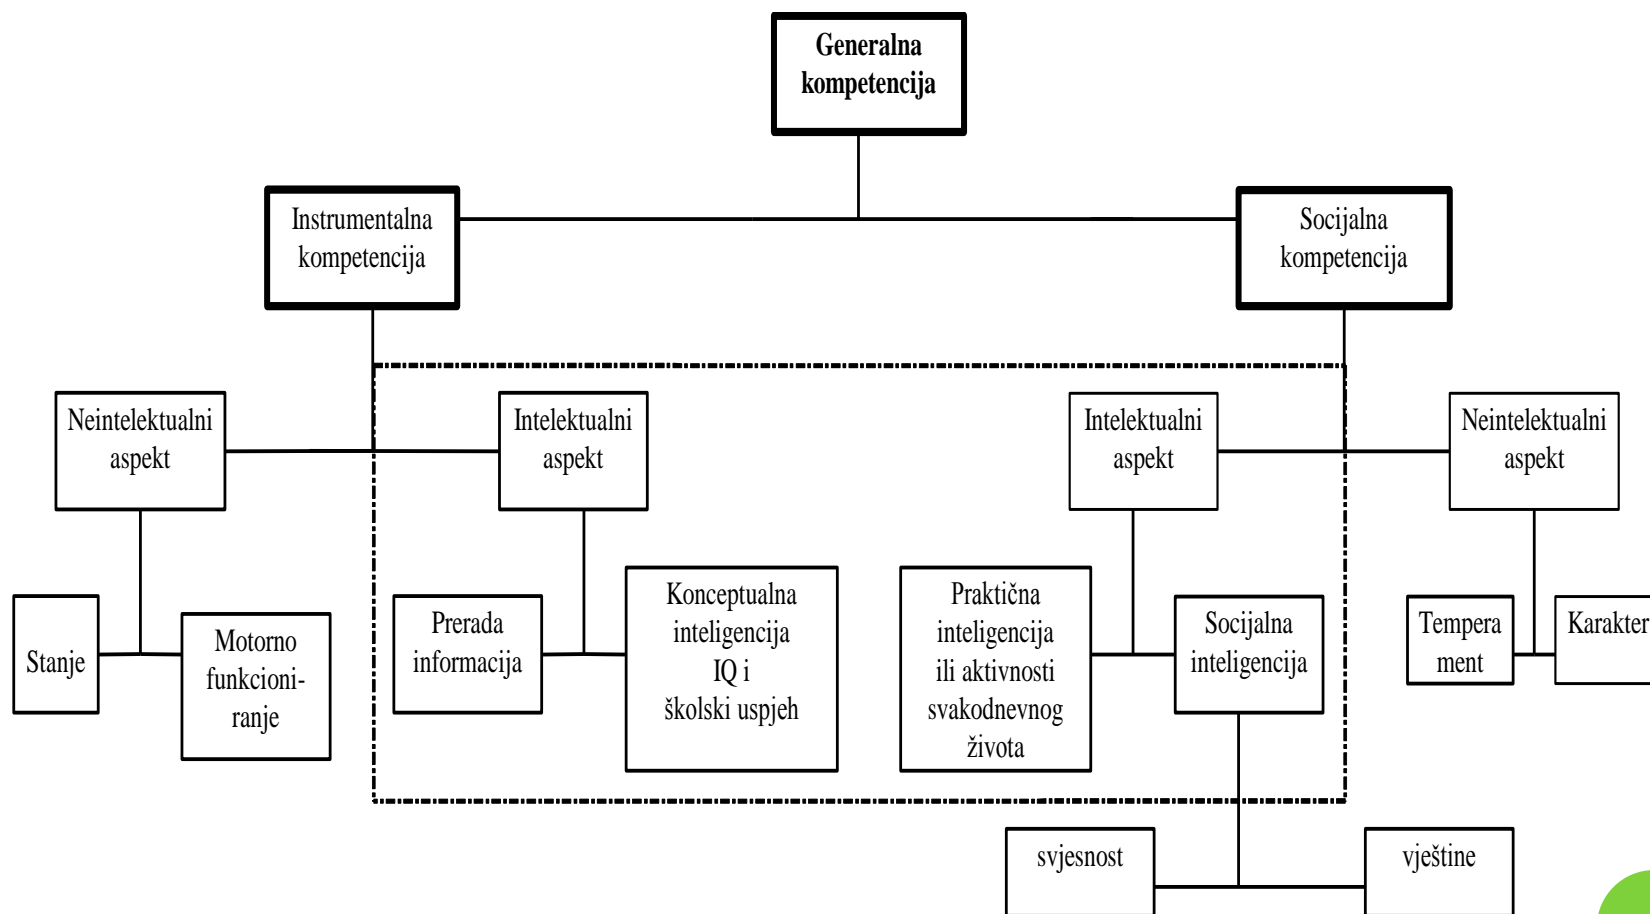 Generalna
kompetencija
Instrumentalna
kompetencija
Socijalna
kompetencija
Neintelektualni
aspekt
Intelektualni
aspekt
Intelektualni
aspekt
Neintelektualni
aspekt
Stanje
Motorno
funkcioni-
ranje
Prerada
informacija
Konceptualna
inteligencija
IQ i
školski uspjeh
Praktična
inteligencija
ili aktivnosti
svakodnevnog
života
Socijalna
inteligencija
Tempera
ment
Karakter
svjesnost
vještine